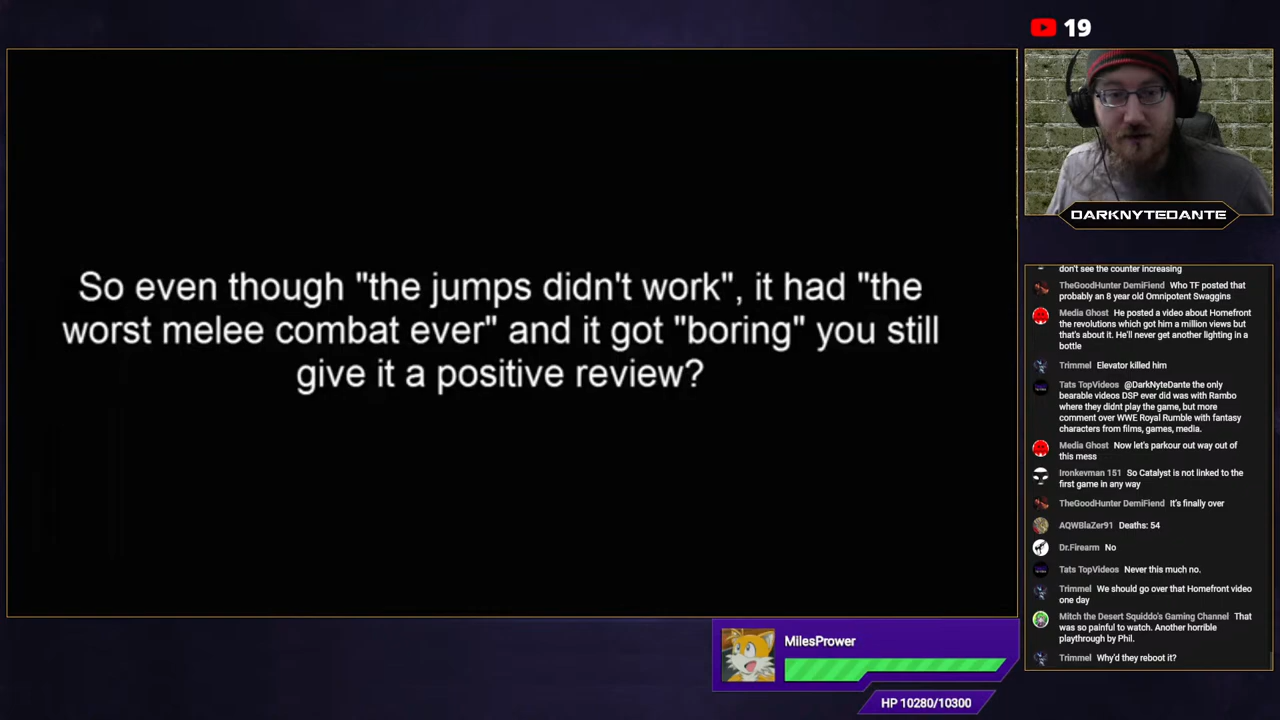 19
So even though "the jumps didn't work", it had "the
worst melee combat ever" and it got "boring" you still
give it a positive review?
DARKNYTEDANTE
don't see the counter increasing
TheGoodHunter DemiFiend Who TF posted that
probably an 8 year old Omnipotent Swaggins
Media Ghost He posted a video about Homefront
the revolutions which got him a million views but
that's about it. He'll never get another lighting in a
bottle
Trimmel Elevator killed him
Tats TopVideos @DarkNyteDante the only
bearable videos DSP ever did was with Rambo
where they didnt play the game, but more
comment over WWE Royal Rumble with fantasy
characters from films, games, media.
Media Ghost Now let's parkour out way out of
this mess
Ironkevman 151 So Catalyst is not linked to the
first game in any way
TheGoodHunter DemiFiend It's finally over
AQWBlaZer91 Deaths: 54
Dr.Firearm No
Tats TopVideos Never this much no.
Trimmel We should go over that Homefront video
one day
Mitch the Desert Squiddo's Gaming Channel That
was so painful to watch. Another horrible
playthrough by Phil.
Trimmel Why'd they reboot it?
MilesPrower
HP 10280/10300